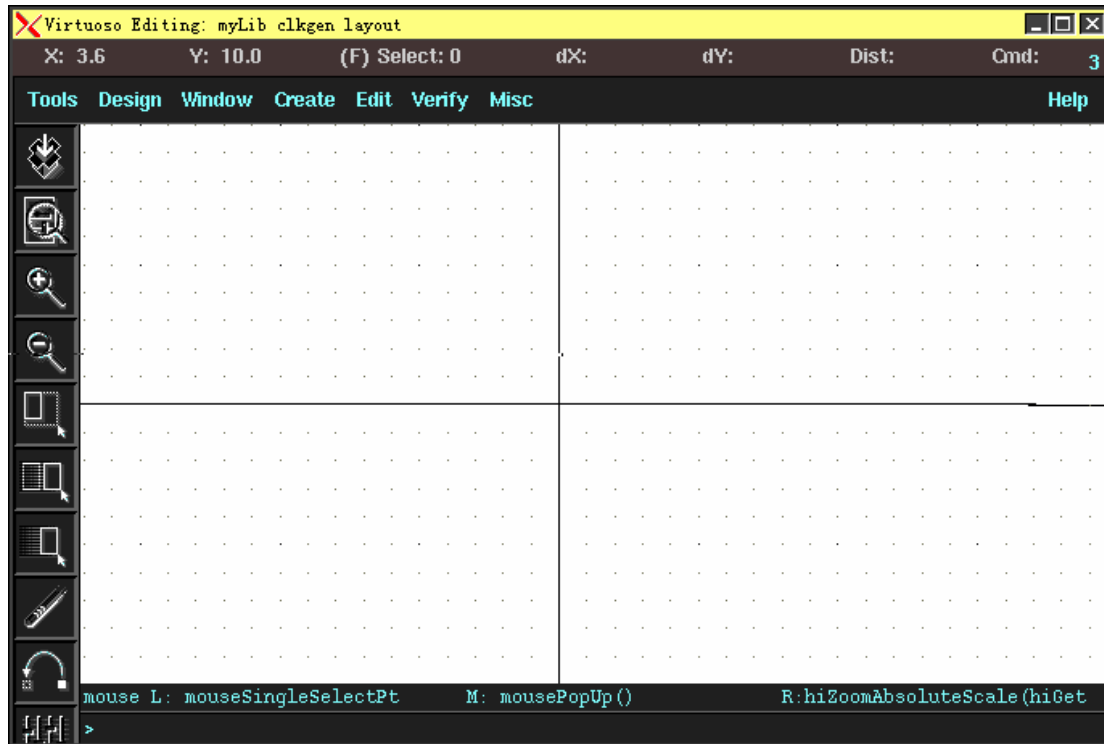 Virtuoso Editing: myLib clkgen layout
X: 3.6 Y: 10.0 (F) Select: 0 dX: dY: Dist: Cmd: 3
Tools Design Window Create Edit Verify Misc Help
mouse L: mouseSingleSelectPt M: mousePopUp() R:hiZoomAbsoluteScale(hiGet
>